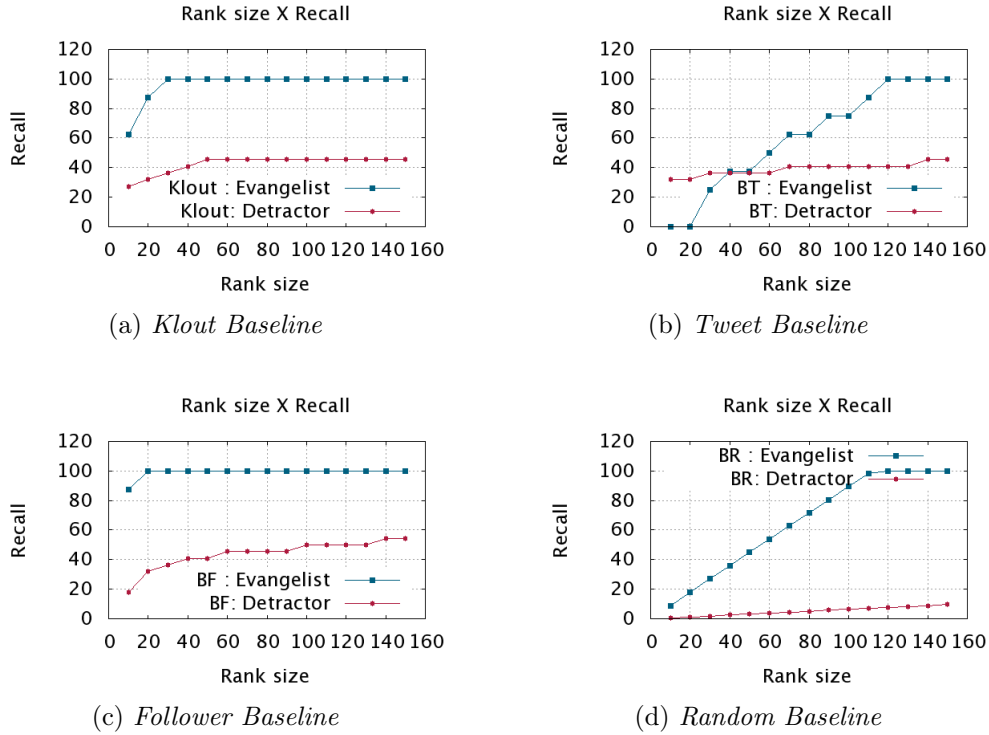 Rank size X Recall
120
100
80
60
40
20
0
Recall
Klout : Evangelist
Klout: Detractor
0 20 40 60 80 100 120 140 160
Rank size
(a) Klout Baseline
Rank size X Recall
120
100
80
60
40
20
0
Recall
BT : Evangelist
BT: Detractor
0 20 40 60 80 100 120 140 160
Rank size
(b) Tweet Baseline
Rank size X Recall
120
100
80
60
40
20
0
Recall
BF : Evangelist
BF: Detractor
0 20 40 60 80 100 120 140 160
Rank size
(c) Follower Baseline
Rank size X Recall
120
100
80
60
40
20
0
Recall
BR : Evangelist
BR: Detractor
0 20 40 60 80 100 120 140 160
Rank size
(d) Random Baseline